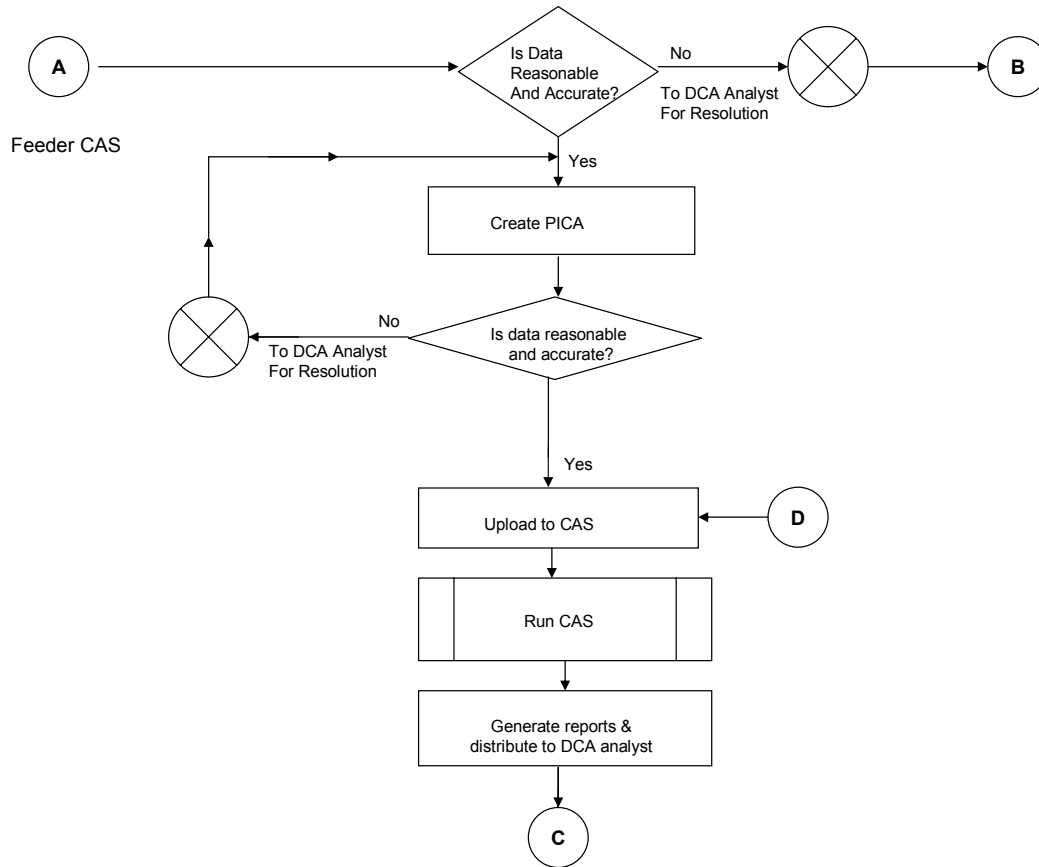 A
Is Data
Reasonable
And Accurate?
No
To DCA Analyst
For Resolution
B
Feeder CAS
Yes
Create PICA
Is data reasonable
and accurate?
No
To DCA Analyst
For Resolution
Yes
Upload to CAS
D
Run CAS
Generate reports &
distribute to DCA analyst
C